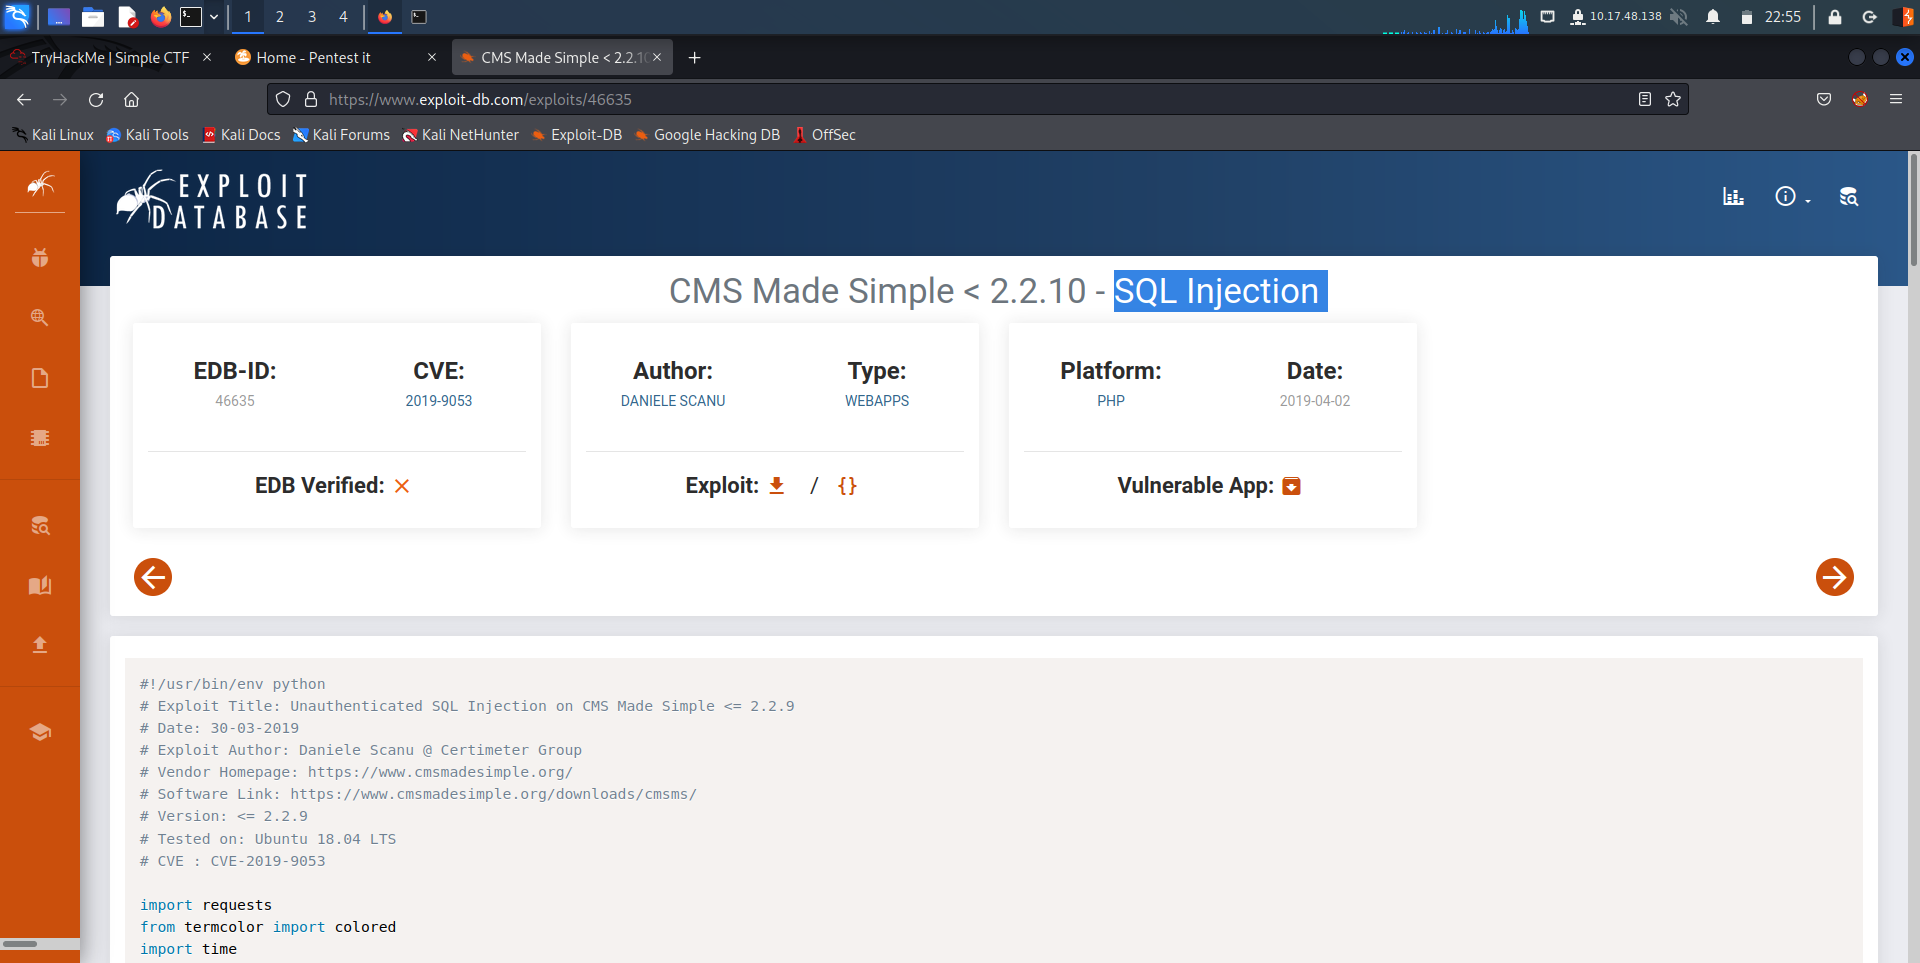 1 2 3 4 10.17.48.138 22:55
TryHackMe | Simple CTF Home - Pentest it CMS Made Simple < 2.2.10
https://www.exploit-db.com/exploits/46635
Kali Linux Kali Tools Kali Docs Kali Forums Kali NetHunter Exploit-DB Google Hacking DB OffSec
EXPLOIT
DATABASE
CMS Made Simple < 2.2.10 - SQL Injection
EDB-ID: CVE: Author: Type: Platform: Date:
46635 2019-9053 DANIELE SCANU WEBAPPS PHP 2019-04-02
EDB Verified: Exploit: / {} Vulnerable App:
#!/usr/bin/env python
# Exploit Title: Unauthenticated SQL Injection on CMS Made Simple <= 2.2.9
# Date: 30-03-2019
# Exploit Author: Daniele Scanu @ Certimeter Group
# Vendor Homepage: https://www.cmsmadesimple.org/
# Software Link: https://www.cmsmadesimple.org/downloads/cmsms/
# Version: <= 2.2.9
# Tested on: Ubuntu 18.04 LTS
# CVE : CVE-2019-9053
import requests
from termcolor import colored
import time